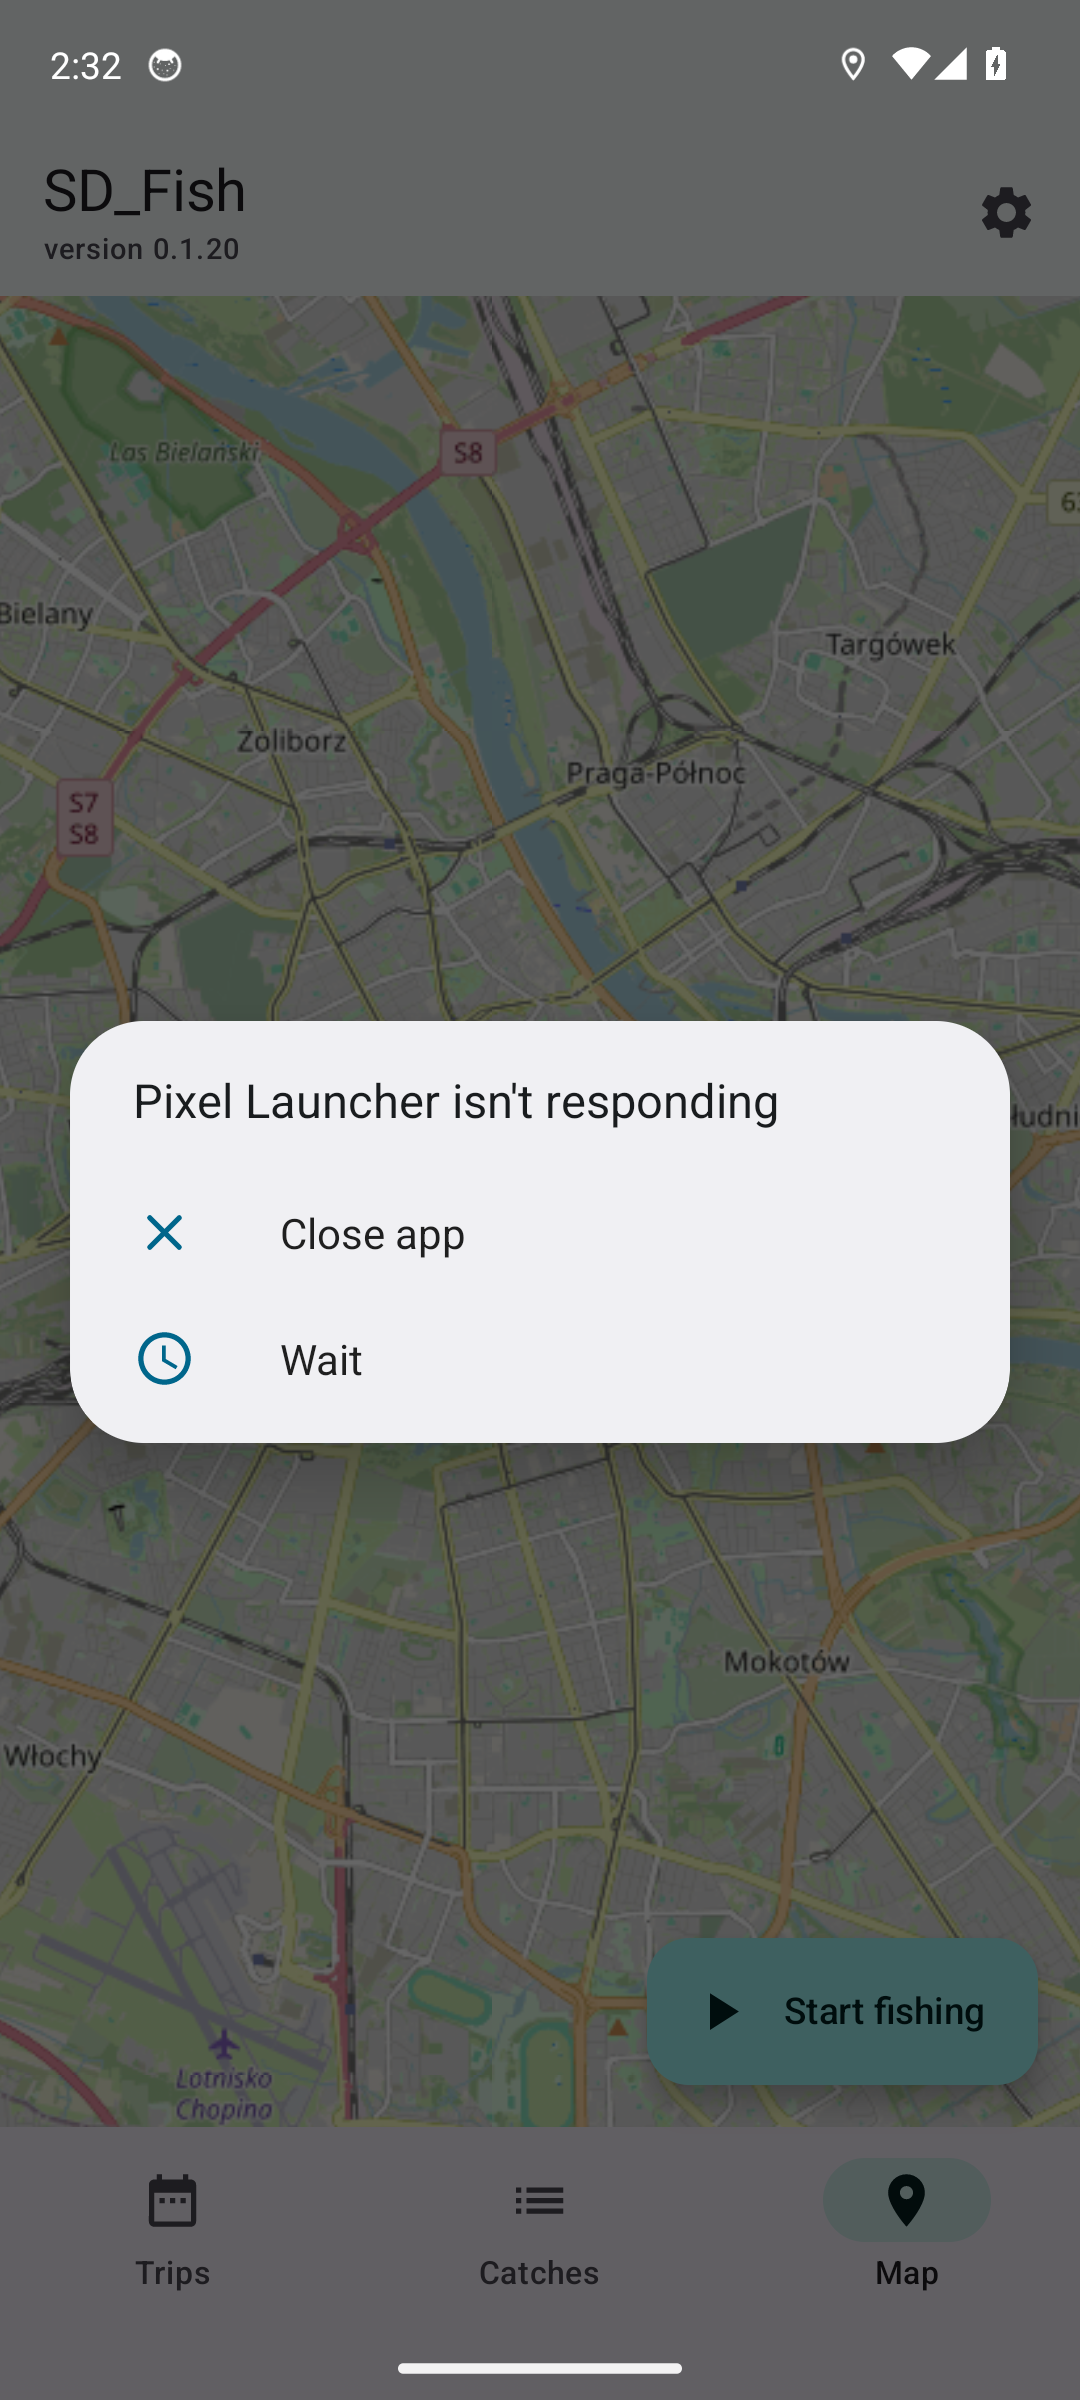 2:32
SD_Fish
version 0.1.20
Las Bielański
S8
Bielany
Targówek
Żoliborz
Praga-Północ
S7
S8
Pixel Launcher isn't responding
Close app
Wait
Mokotów
Włochy
Start fishing
Lotnisko
Chopina
Trips
Catches
Map